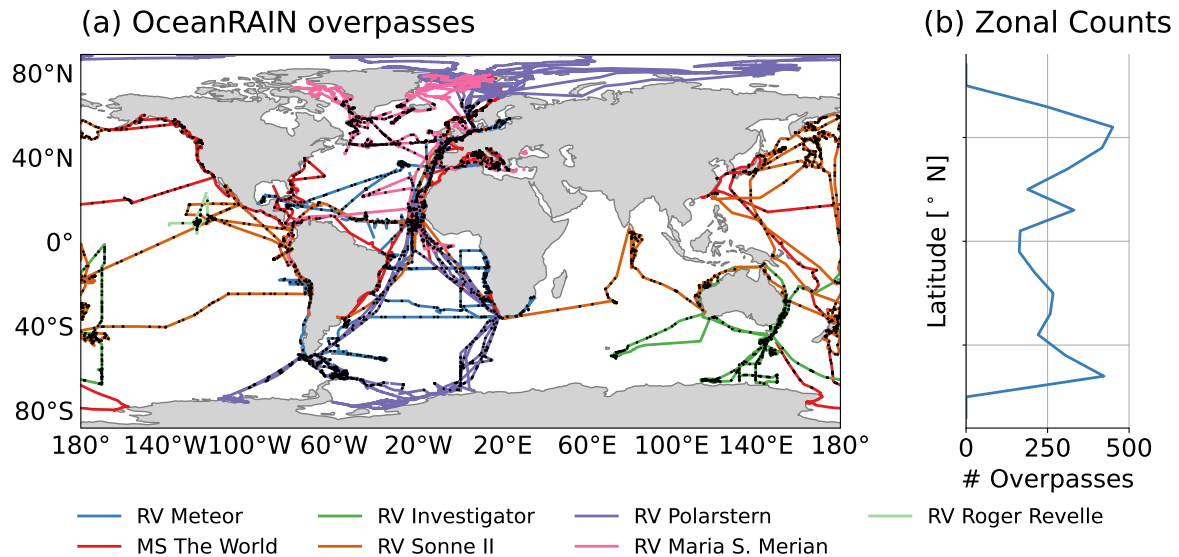 (a) OceanRAIN overpasses
(b) Zonal Counts
80°N
40°N
0°
40°S
80°S
180° 140°W 100°W 60°W 20°W 20°E 60°E 100°E 140°E 180°
Latitude [° N]
0 250 500
# Overpasses
RV Meteor RV Investigator RV Polarstern RV Roger Revelle
MS The World RV Sonne II RV Maria S. Merian